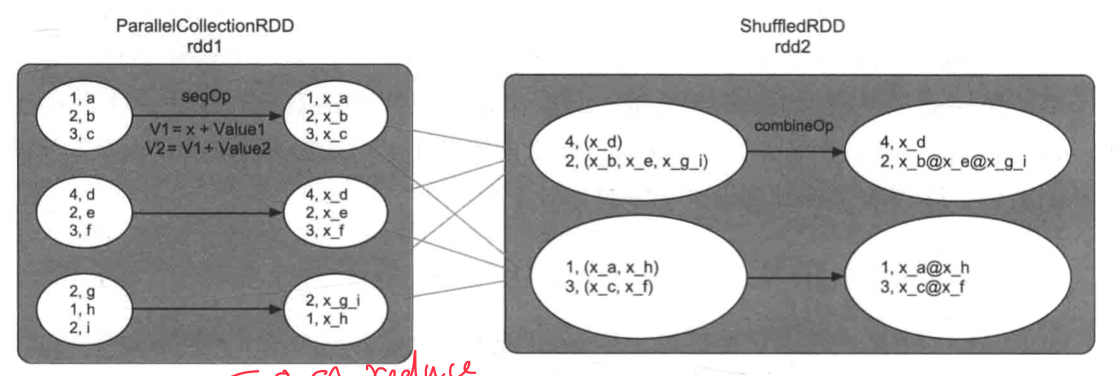 ParallelCollectionRDD
rdd1
ShuffledRDD
rdd2
1, a
2, b
3, c
seqOp
V1 = x + Value1
V2 = V1 + Value2
1, x_a
2, x_b
3, x_c
4, d
2, e
3, f
4, x_d
2, x_e
3, x_f
2, g
1, h
2, i
2, x_g_i
1, x_h
4, (x_d)
2, (x_b, x_e, x_g_i)
combineOp
4, x_d
2, x_b@x_e@x_g_i
1, (x_a, x_h)
3, (x_c, x_f)
1, x_a@x_h
3, x_c@x_f
reduce